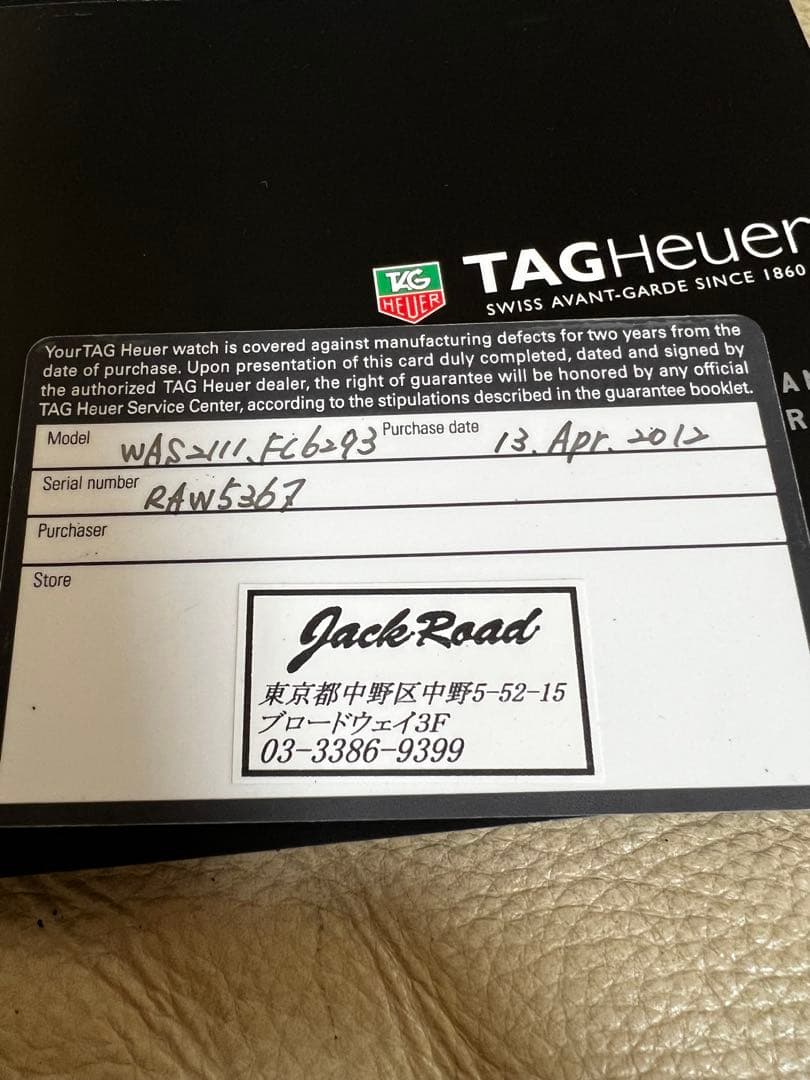 TAG
HEUER
TAGHeuer
SWISS AVANT-GARDE SINCE 1860
Your TAG Heuer watch is covered against manufacturing defects for two years from the
date of purchase. Upon presentation of this card duly completed, dated and signed by
the authorized TAG Heuer dealer, the right of guarantee will be honored by any official
TAG Heuer Service Center, according to the stipulations described in the guarantee booklet.
Model WAS2111.FC6293 Purchase date 13. Apr. 2012
Serial number RAW5367
Purchaser
Store
Jack Road
東京都中野区中野5-52-15
ブロードウェイ3F
03-3386-9399